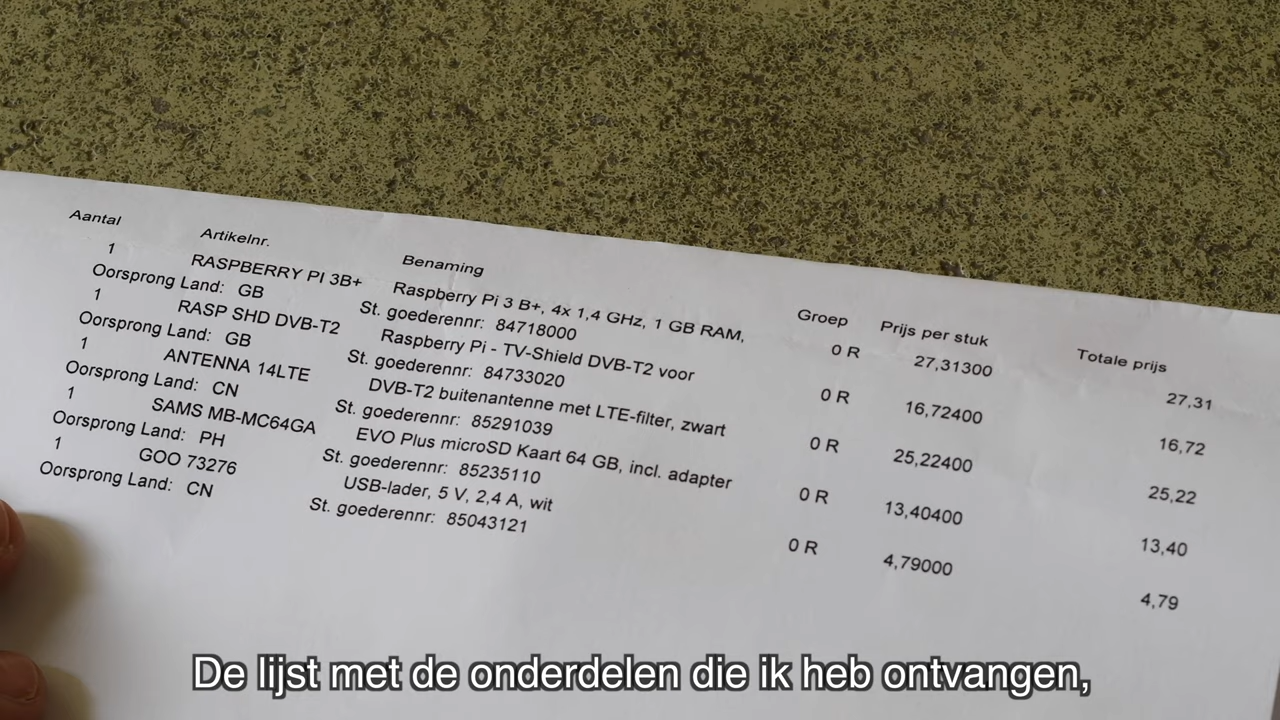 Aantal Artikelnr. Benaming Groep Prijs per stuk Totale prijs
1 RASPBERRY PI 3B+ Raspberry Pi 3 B+, 4x 1,4 GHz, 1 GB RAM, 0 R 27,31300 27,31
Oorsprong Land: GB St. goederennr: 84718000
1 RASP SHD DVB-T2 Raspberry Pi - TV-Shield DVB-T2 voor 0 R 16,72400 16,72
Oorsprong Land: GB St. goederennr: 84733020
1 ANTENNA 14LTE DVB-T2 buitenantenne met LTE-filter, zwart 0 R 25,22400 25,22
Oorsprong Land: CN St. goederennr: 85291039
1 SAMS MB-MC64GA EVO Plus microSD Kaart 64 GB, incl. adapter 0 R 13,40400 13,40
Oorsprong Land: PH St. goederennr: 85235110
1 GOO 73276 USB-lader, 5 V, 2,4 A, wit 0 R 4,79000 4,79
Oorsprong Land: CN St. goederennr: 85043121
De lijst met de onderdelen die ik heb ontvangen,